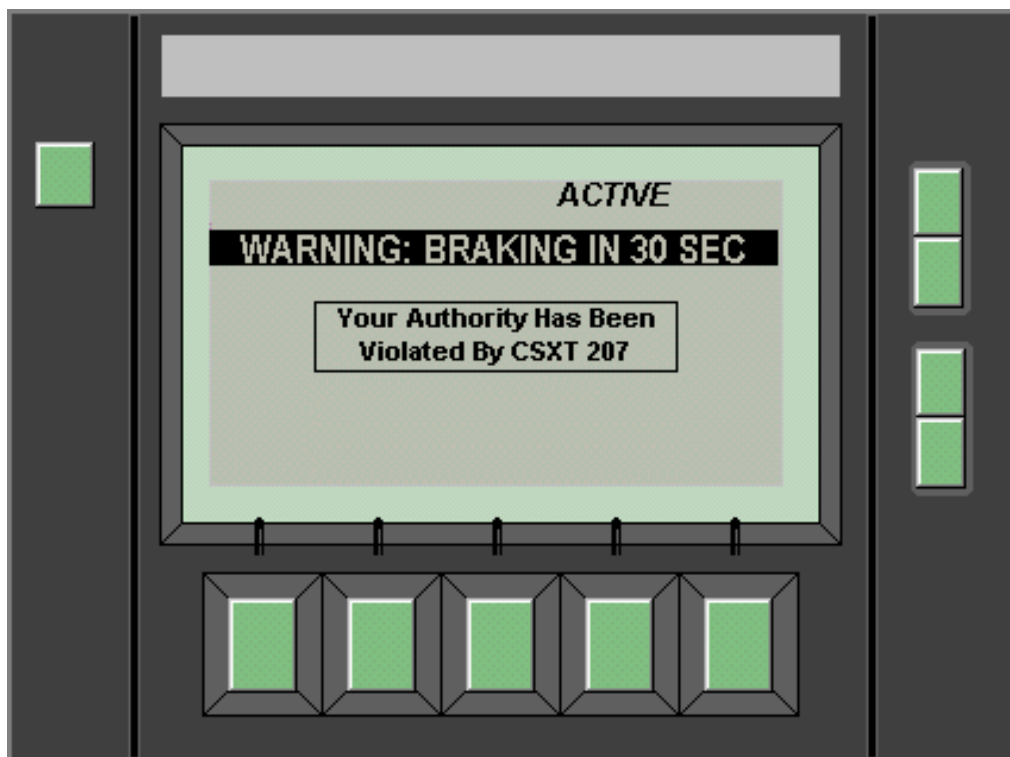 ACTIVE
WARNING: BRAKING IN 30 SEC
Your Authority Has Been
Violated By CSXT 207